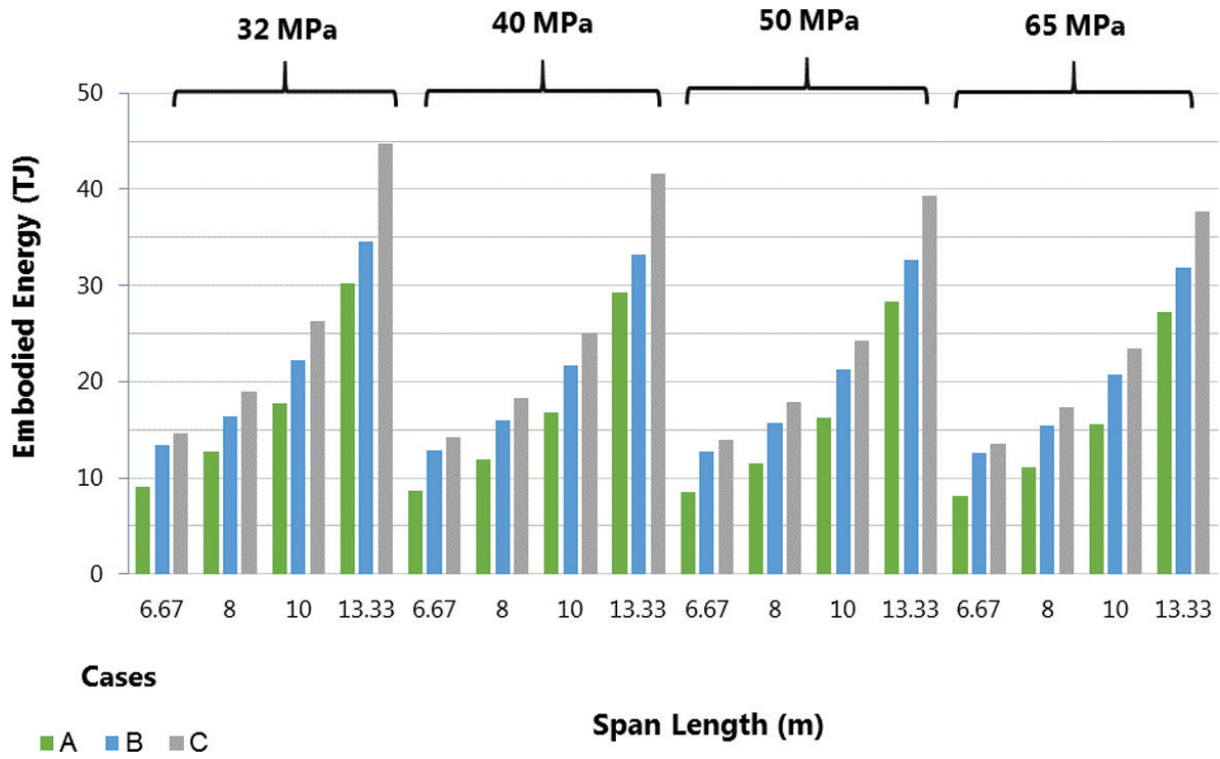 32 MPa 40 MPa 50 MPa 65 MPa
50
40
30
20
10
0
Embodied Energy (TJ)
6.67 8 10 13.33 6.67 8 10 13.33 6.67 8 10 13.33 6.67 8 10 13.33
Cases
Span Length (m)
A B C